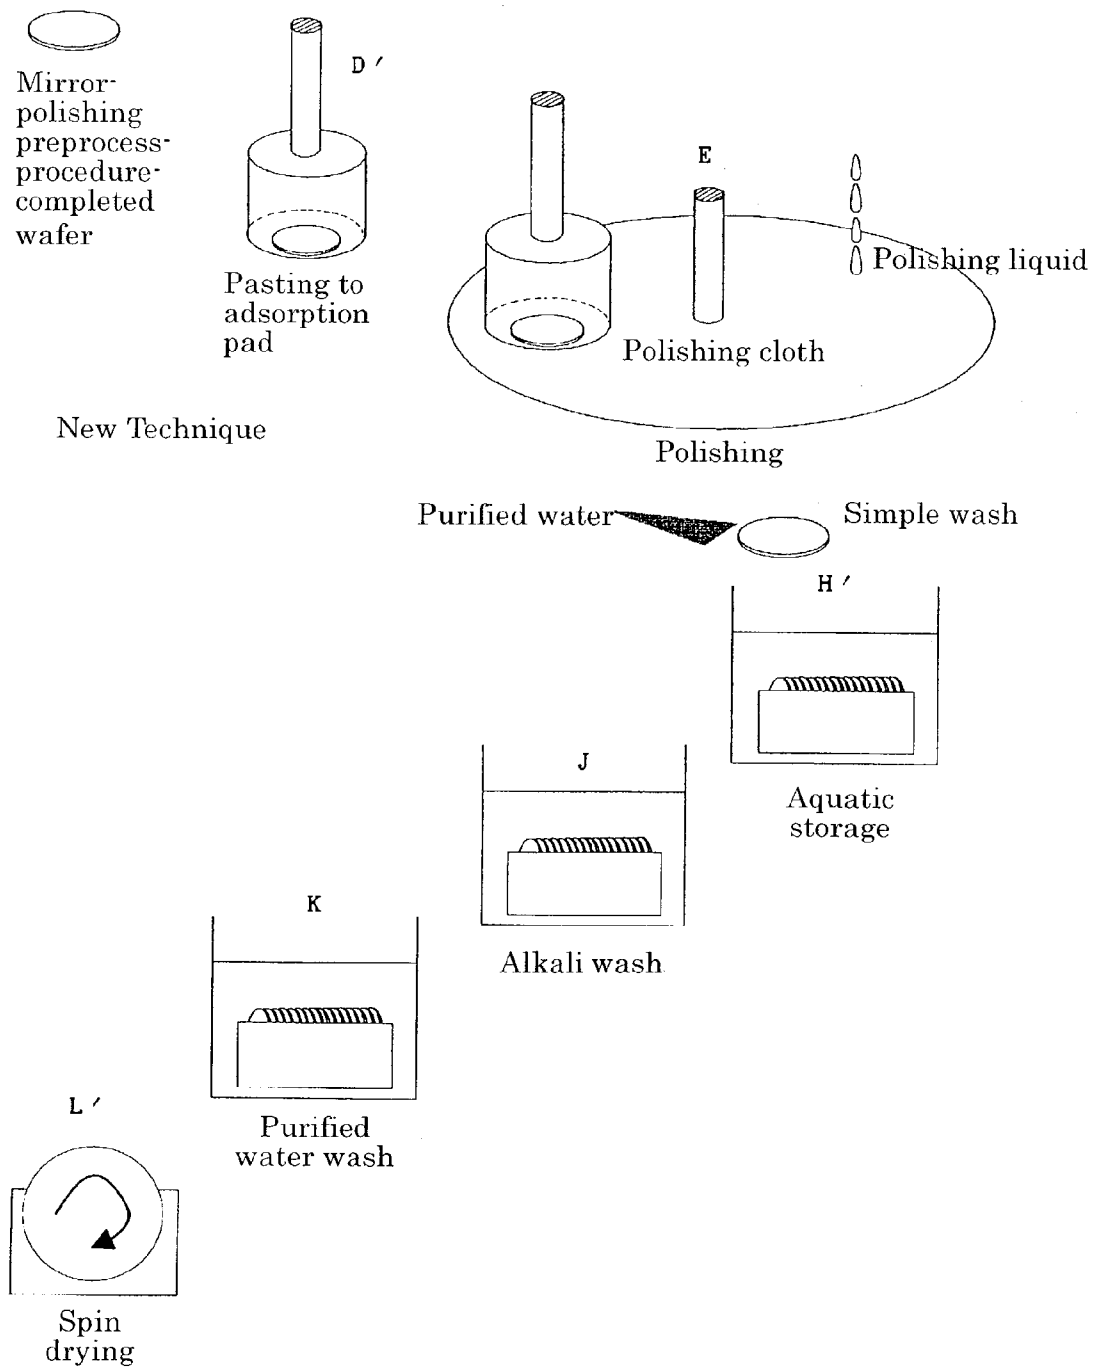 Mirror-
polishing
preprocess-
procedure-
completed
wafer
D′
Pasting to
adsorption
pad
E
Polishing liquid
Polishing cloth
Polishing
New Technique
Purified water
Simple wash
H′
Aquatic
storage
J
Alkali wash
K
Purified
water wash
L′
Spin
drying